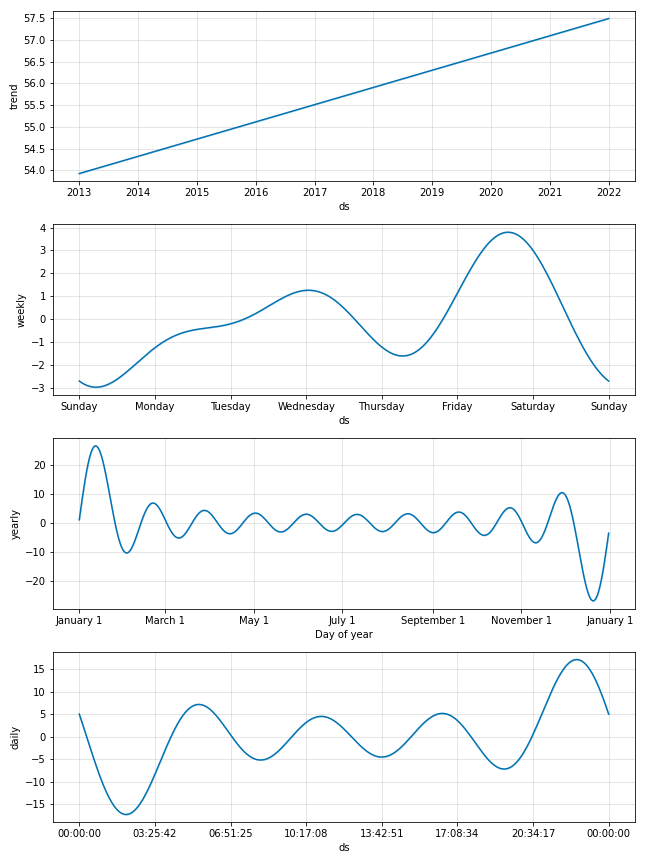 57.5
57.0
56.5
56.0
55.5
55.0
54.5
54.0
trend
2013 2014 2015 2016 2017 2018 2019 2020 2021 2022
ds
4
3
2
1
0
−1
−2
−3
weekly
Sunday Monday Tuesday Wednesday Thursday Friday Saturday Sunday
ds
20
10
0
−10
−20
yearly
January 1 March 1 May 1 July 1 September 1 November 1 January 1
Day of year
15
10
5
0
−5
−10
−15
daily
00:00:00 03:25:42 06:51:25 10:17:08 13:42:51 17:08:34 20:34:17 00:00:00
ds